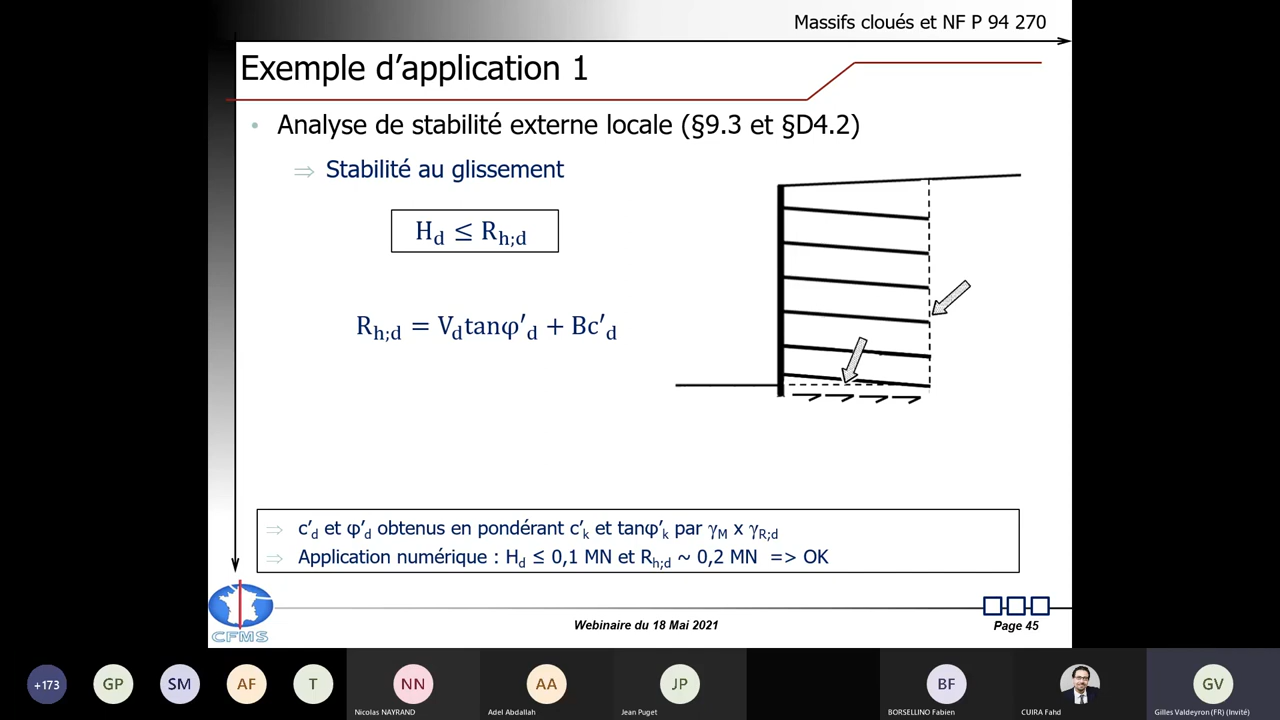 Massifs cloués et NF P 94 270
Exemple d’application 1
• Analyse de stabilité externe locale (§9.3 et §D4.2)
⇒ Stabilité au glissement
H_d ≤ R_h;d
R_h;d = V_d tanφ′_d + Bc′_d
⇒ c’_d et φ’_d obtenus en pondérant c’_k et tanφ’_k par γ_M x γ_R;d
⇒ Application numérique : H_d ≤ 0,1 MN et R_h;d ~ 0,2 MN => OK
CFMS
Webinaire du 18 Mai 2021
Page 45
+173
GP
SM
AF
T
NN
AA
JP
BF
GV
Nicolas NAYRAND
Adel Abdallah
Jean Puget
BORSELLINO Fabien
CUIRA Fahd
Gilles Valdeyron (FR) (Invité)